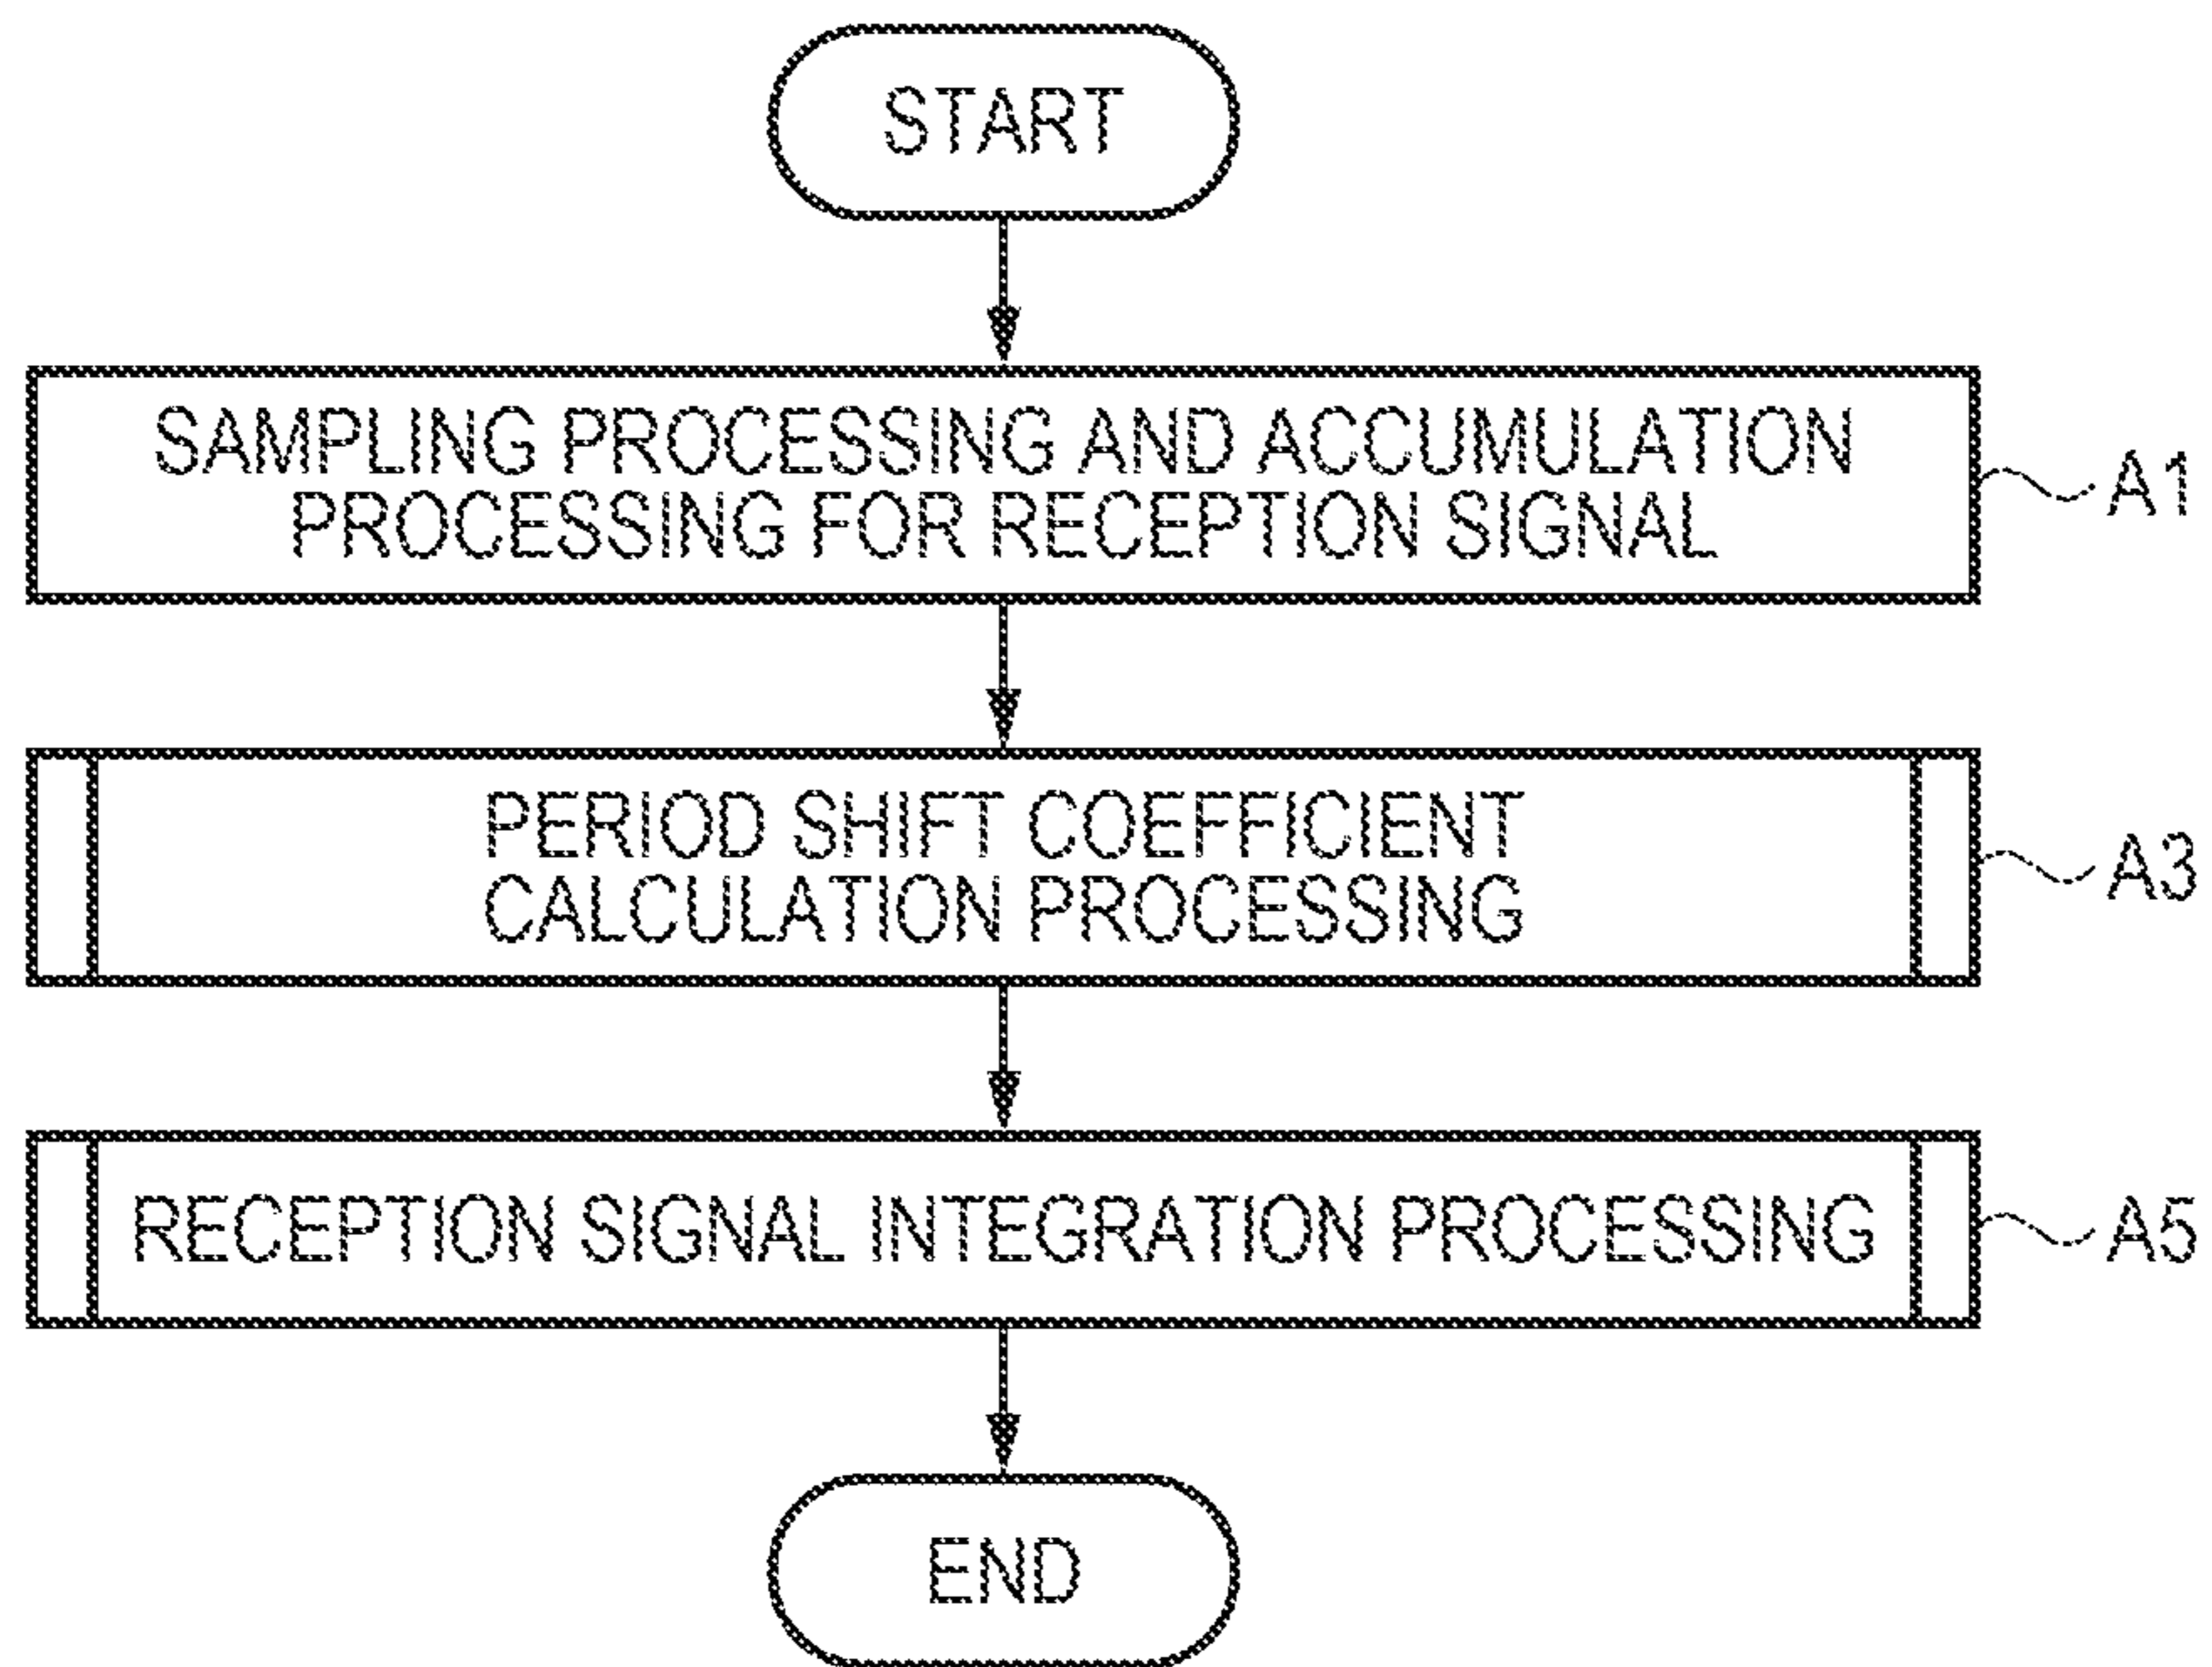 START
SAMPLING PROCESSING AND ACCUMULATION
PROCESSING FOR RECEPTION SIGNAL
A1
PERIOD SHIFT COEFFICIENT
CALCULATION PROCESSING
A3
RECEPTION SIGNAL INTEGRATION PROCESSING
A5
END